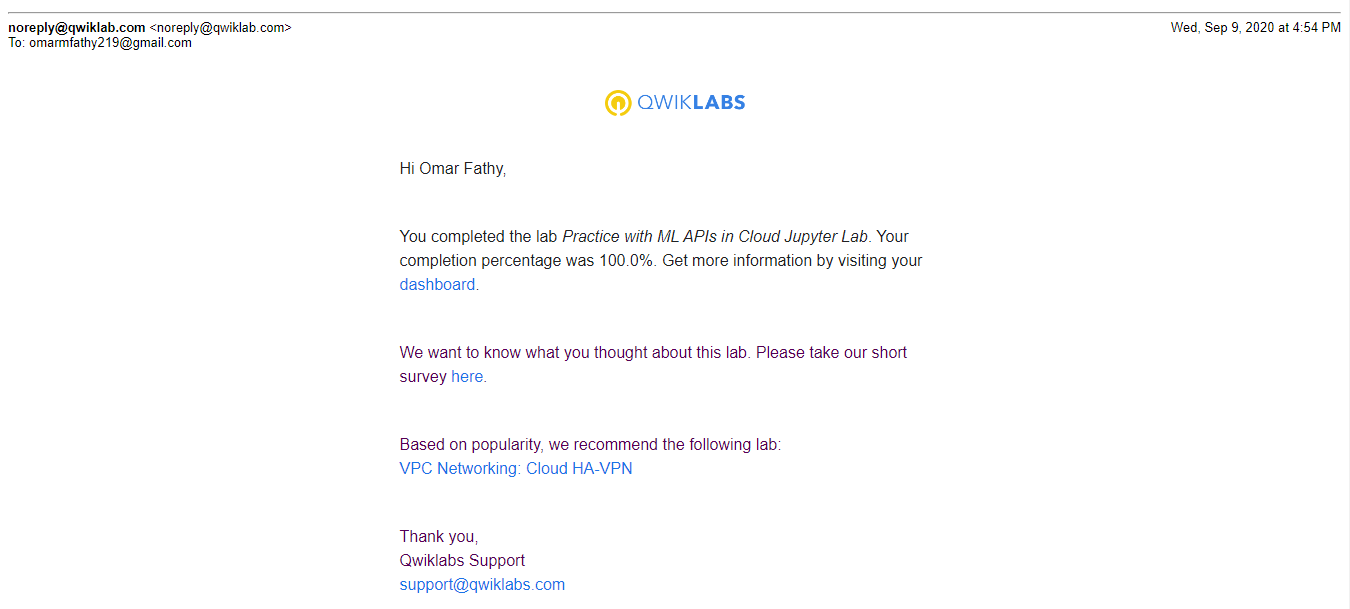 noreply@qwiklab.com <noreply@qwiklab.com>
Wed, Sep 9, 2020 at 4:54 PM
To: omarmfathy219@gmail.com
QWIKLABS
Hi Omar Fathy,
You completed the lab Practice with ML APIs in Cloud Jupyter Lab. Your
completion percentage was 100.0%. Get more information by visiting your
dashboard.
We want to know what you thought about this lab. Please take our short
survey here.
Based on popularity, we recommend the following lab:
VPC Networking: Cloud HA-VPN
Thank you,
Qwiklabs Support
support@qwiklabs.com